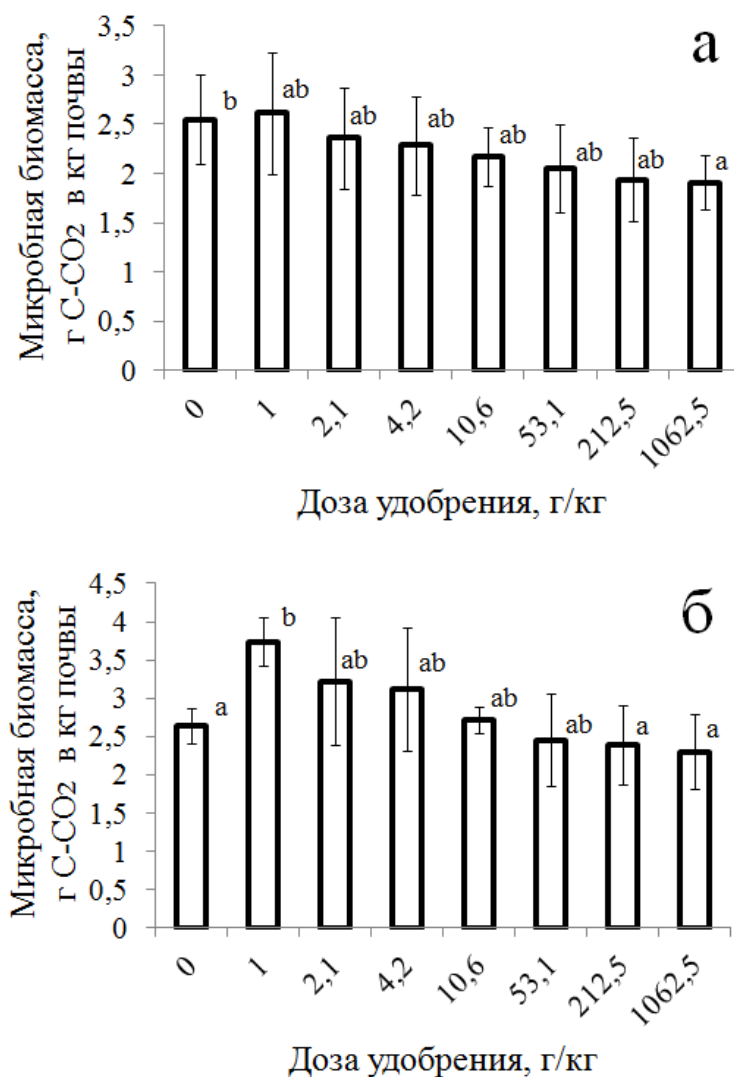 а
Микробная биомасса,
г C-CO2 в кг почвы
3,5
3
2,5
2
1,5
1
0,5
0
b
ab
ab
ab
ab
ab
ab
a
0
1
2,1
4,2
10,6
53,1
212,5
1062,5
Доза удобрения, г/кг
б
Микробная биомасса,
г C-CO2 в кг почвы
4,5
4
3,5
3
2,5
2
1,5
1
0,5
0
a
b
ab
ab
ab
ab
a
a
0
1
2,1
4,2
10,6
53,1
212,5
1062,5
Доза удобрения, г/кг